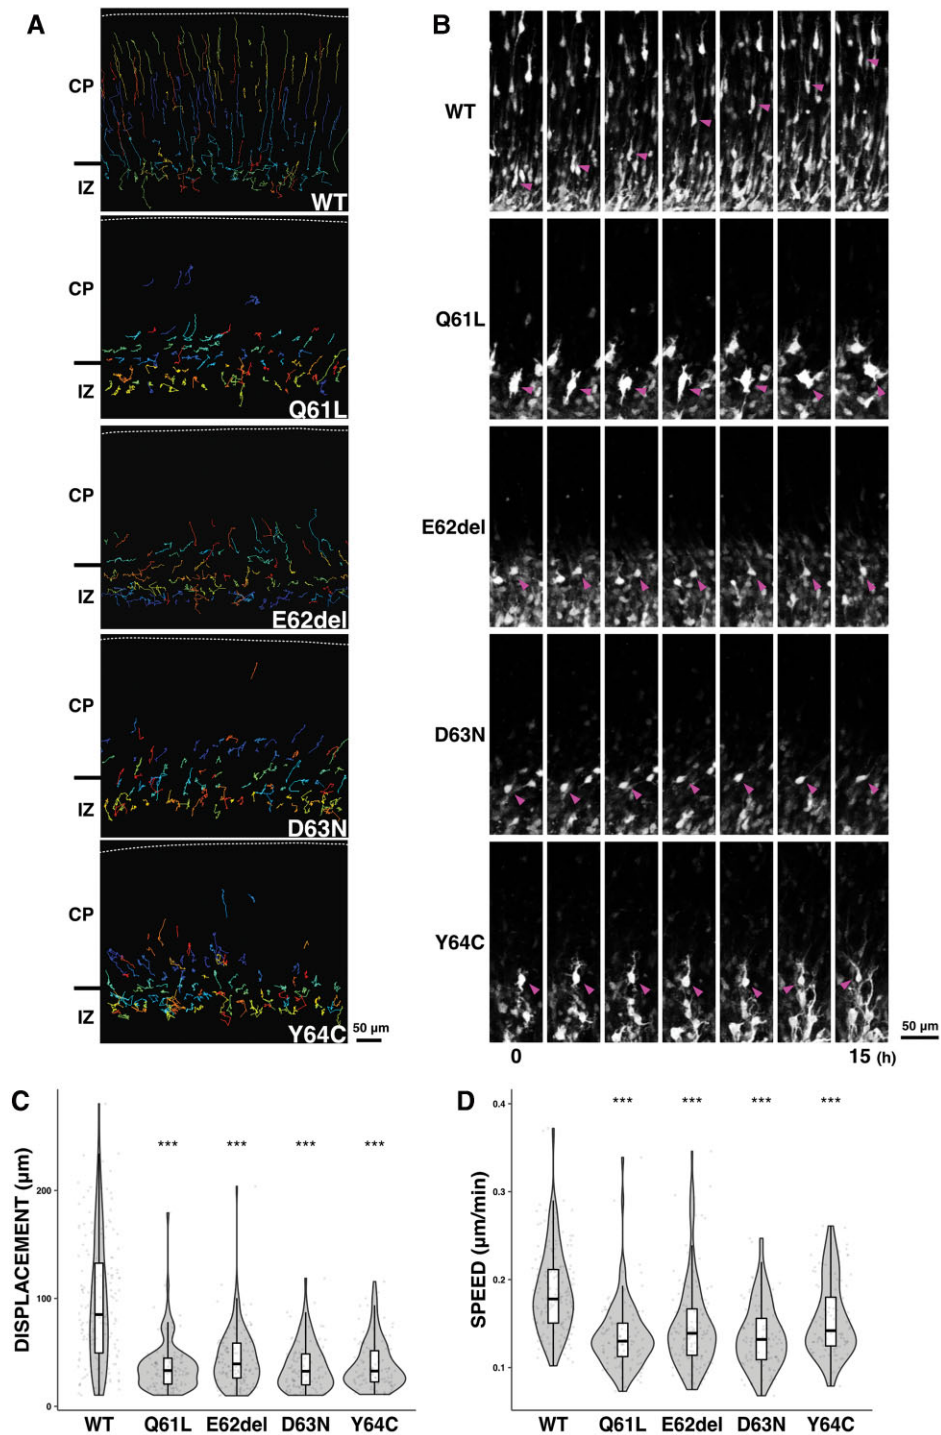 A
CP
IZ
WT
CP
IZ
Q61L
CP
IZ
E62del
CP
IZ
D63N
CP
IZ
Y64C
50 µm
B
WT
Q61L
E62del
D63N
Y64C
0
15 (h)
50 µm
C
DISPLACEMENT (µm)
200
100
0
*** *** *** ***
WT Q61L E62del D63N Y64C
D
SPEED (µm/min)
0.4
0.3
0.2
0.1
*** *** *** ***
WT Q61L E62del D63N Y64C